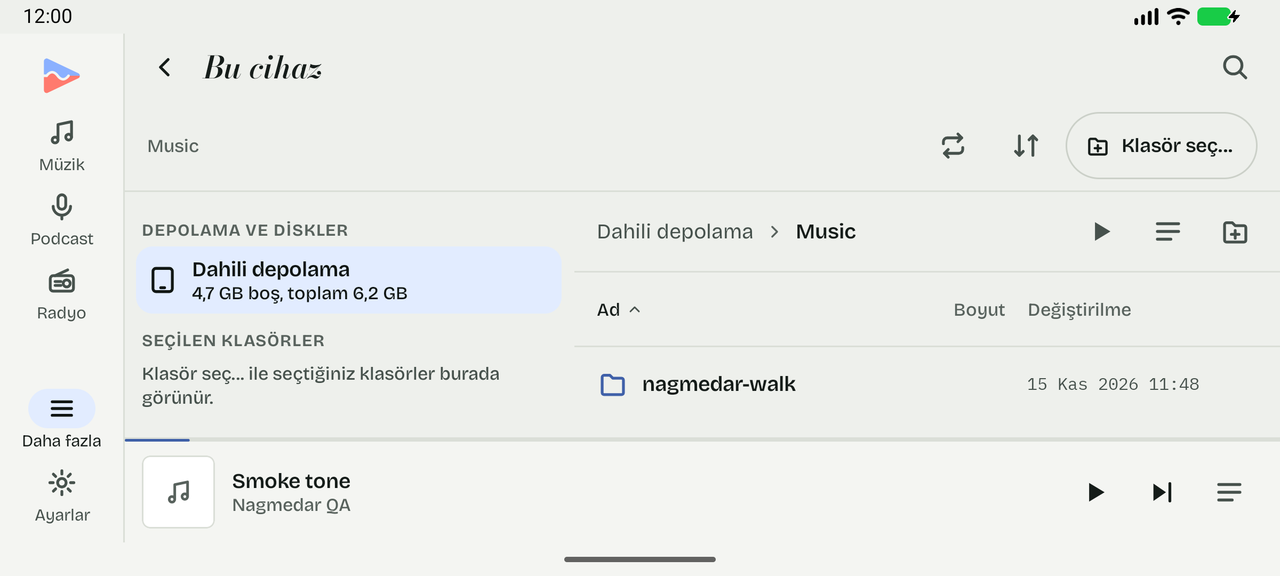 12:00
Bu cihaz
Müzik
Podcast
Radyo
Daha fazla
Ayarlar
Music
Klasör seç...
DEPOLAMA VE DİSKLER
Dahili depolama
4,7 GB boş, toplam 6,2 GB
SEÇİLEN KLASÖRLER
Klasör seç... ile seçtiğiniz klasörler burada
görünür.
Dahili depolama > Music
Ad Boyut Değiştirilme
nagmedar-walk 15 Kas 2026 11:48
Smoke tone
Nagmedar QA